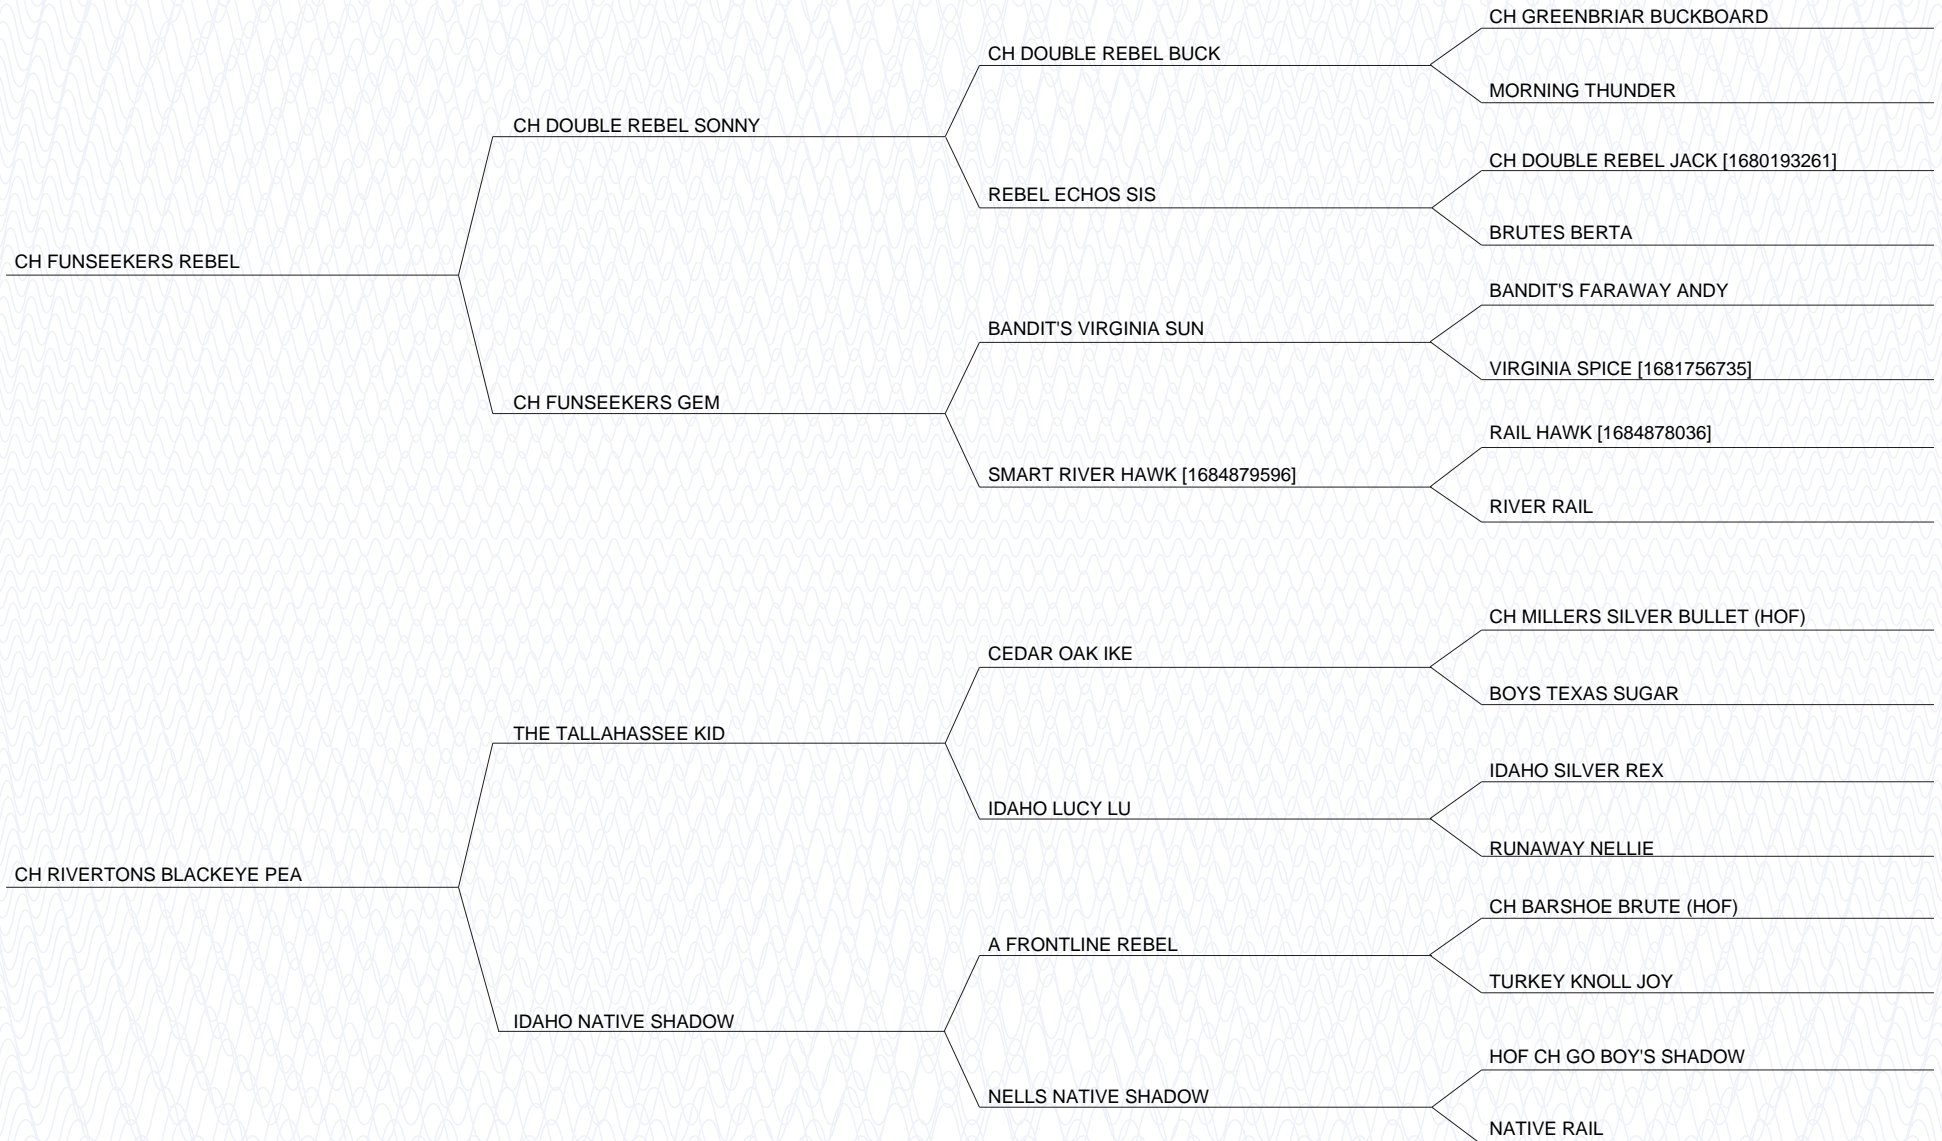 CH GREENBRIAR BUCKBOARD
CH DOUBLE REBEL BUCK
MORNING THUNDER
CH DOUBLE REBEL SONNY
CH DOUBLE REBEL JACK [1680193261]
REBEL ECHOS SIS
BRUTES BERTA
CH FUNSEEKERS REBEL
BANDIT'S FARAWAY ANDY
BANDIT'S VIRGINIA SUN
VIRGINIA SPICE [1681756735]
CH FUNSEEKERS GEM
RAIL HAWK [1684878036]
SMART RIVER HAWK [1684879596]
RIVER RAIL
CH MILLERS SILVER BULLET (HOF)
CEDAR OAK IKE
BOYS TEXAS SUGAR
THE TALLAHASSEE KID
IDAHO SILVER REX
IDAHO LUCY LU
RUNAWAY NELLIE
CH RIVERTONS BLACKEYE PEA
CH BARSHOE BRUTE (HOF)
A FRONTLINE REBEL
TURKEY KNOLL JOY
IDAHO NATIVE SHADOW
HOF CH GO BOY'S SHADOW
NELLS NATIVE SHADOW
NATIVE RAIL